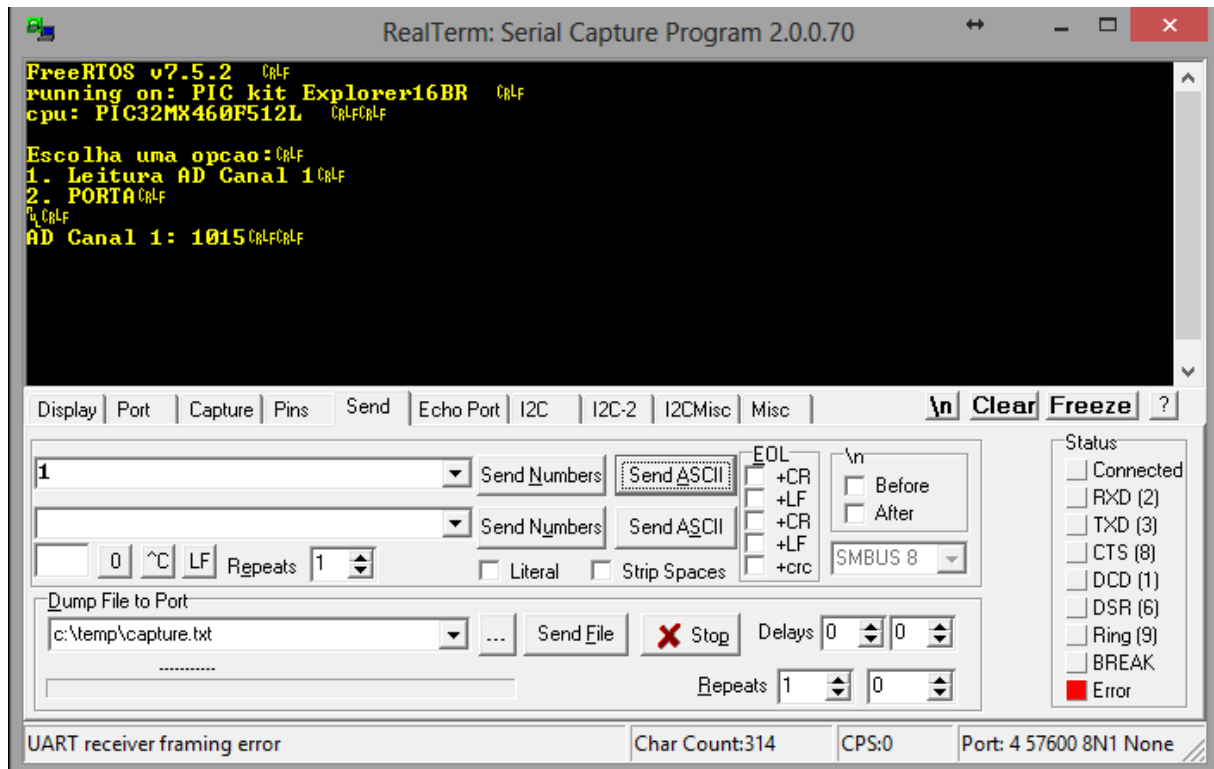 RealTerm: Serial Capture Program 2.0.0.70
FreeRTOS v7.5.2 CRLF
running on: PIC kit Explorer16BR CRLF
cpu: PIC32MX460F512L CRLFCRLF
Escolha uma opcao:CRLF
1. Leitura AD Canal 1CRLF
2. PORTACRLF
CRLF
AD Canal 1: 1015CRLFCRLF
Display Port Capture Pins Send Echo Port I2C I2C-2 I2CMisc Misc \n Clear Freeze ?
EOL \n Status
1 Send Numbers Send ASCII +CR Before Connected
+LF After RXD (2)
Send Numbers Send ASCII +CR TXD (3)
+LF SMBUS 8 CTS (8)
0 ^C LF Repeats 1 Literal Strip Spaces +crc DCD (1)
Dump File to Port DSR (6)
c:\temp\capture.txt ... Send File Stop Delays 0 0 Ring (9)
BREAK
Repeats 1 0 Error
UART receiver framing error Char Count:314 CPS:0 Port: 4 57600 8N1 None